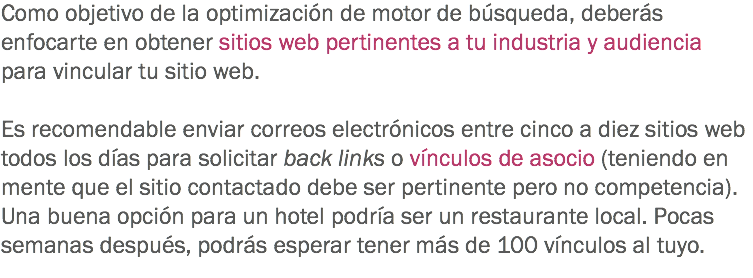 Como objetivo de la optimización de motor de búsqueda, deberás
enfocarte en obtener sitios web pertinentes a tu industria y audiencia
para vincular tu sitio web.
Es recomendable enviar correos electrónicos entre cinco a diez sitios web
todos los días para solicitar back links o vínculos de asocio (teniendo en
mente que el sitio contactado debe ser pertinente pero no competencia).
Una buena opción para un hotel podría ser un restaurante local. Pocas
semanas después, podrás esperar tener más de 100 vínculos al tuyo.